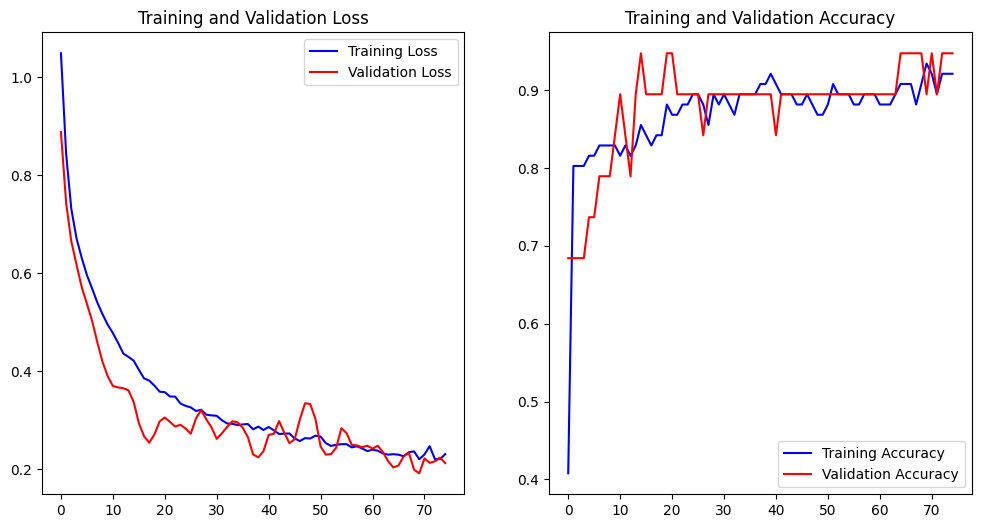 Training and Validation Loss
1.0
0.8
0.6
0.4
0.2
0 10 20 30 40 50 60 70
Training Loss
Validation Loss
Training and Validation Accuracy
0.9
0.8
0.7
0.6
0.5
0.4
0 10 20 30 40 50 60 70
Training Accuracy
Validation Accuracy